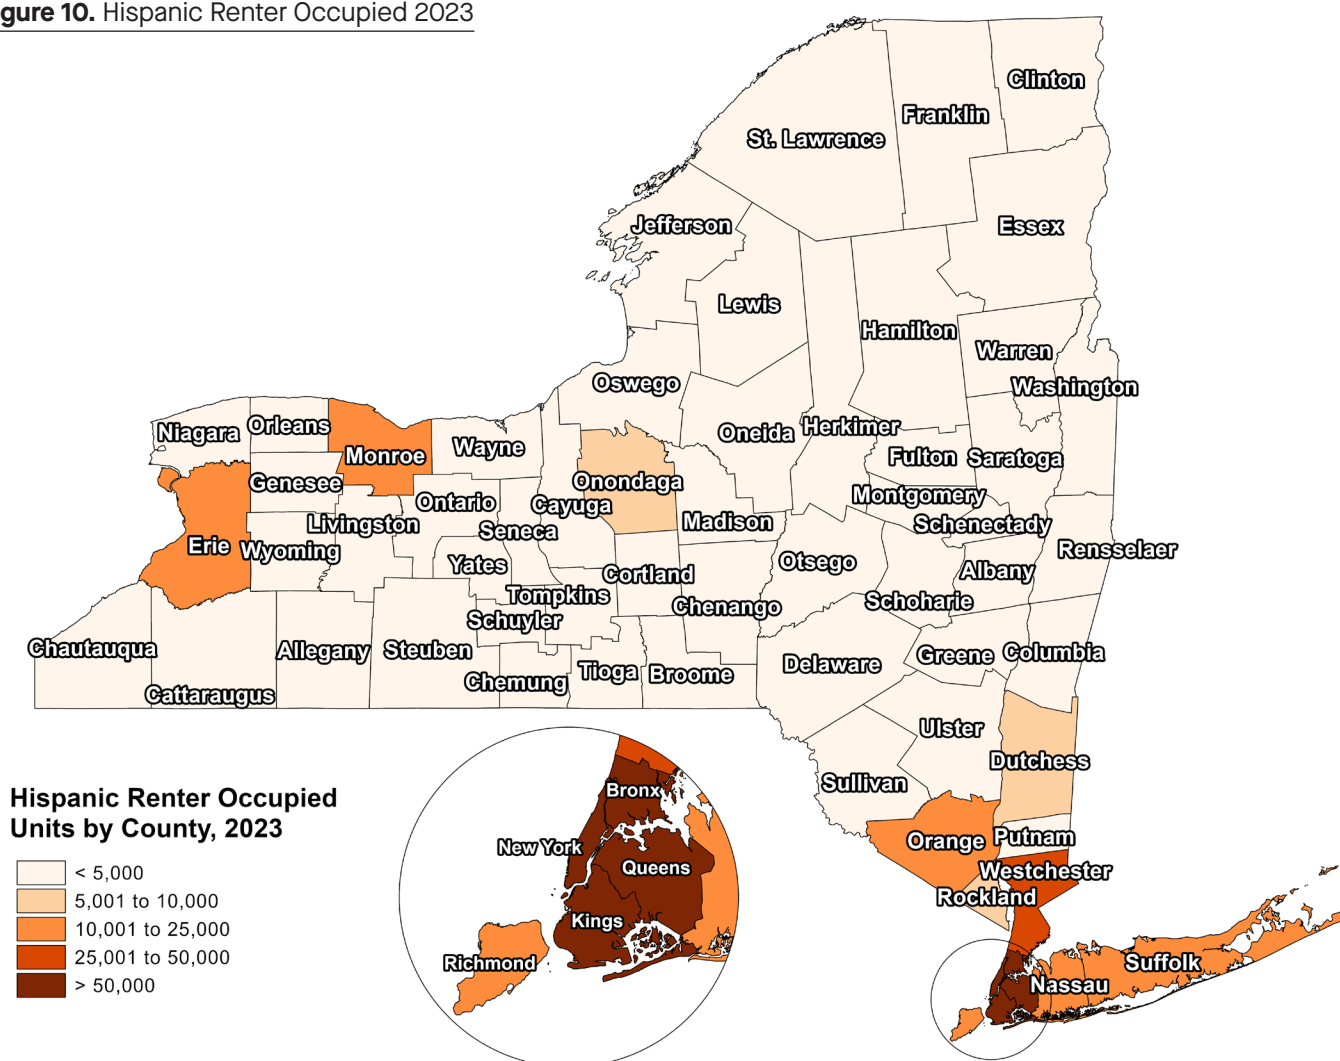 gure 10. Hispanic Renter Occupied 2023
Clinton
Franklin
St. Lawrence
Jefferson
Essex
Lewis
Hamilton
Warren
Oswego
Washington
Niagara
Orleans
Monroe
Wayne
Oneida
Herkimer
Fulton
Saratoga
Genesee
Onondaga
Ontario
Cayuga
Montgomery
Livingston
Seneca
Madison
Schenectady
Erie
Wyoming
Yates
Otsego
Rensselaer
Cortland
Albany
Tompkins
Chenango
Schoharie
Schuyler
Chautauqua
Allegany
Steuben
Greene
Columbia
Delaware
Tioga
Broome
Chemung
Cattaraugus
Ulster
Dutchess
Sullivan
Orange
Putnam
Westchester
Rockland
Suffolk
Nassau
Bronx
New York
Queens
Kings
Richmond
Hispanic Renter Occupied
Units by County, 2023
< 5,000
5,001 to 10,000
10,001 to 25,000
25,001 to 50,000
> 50,000